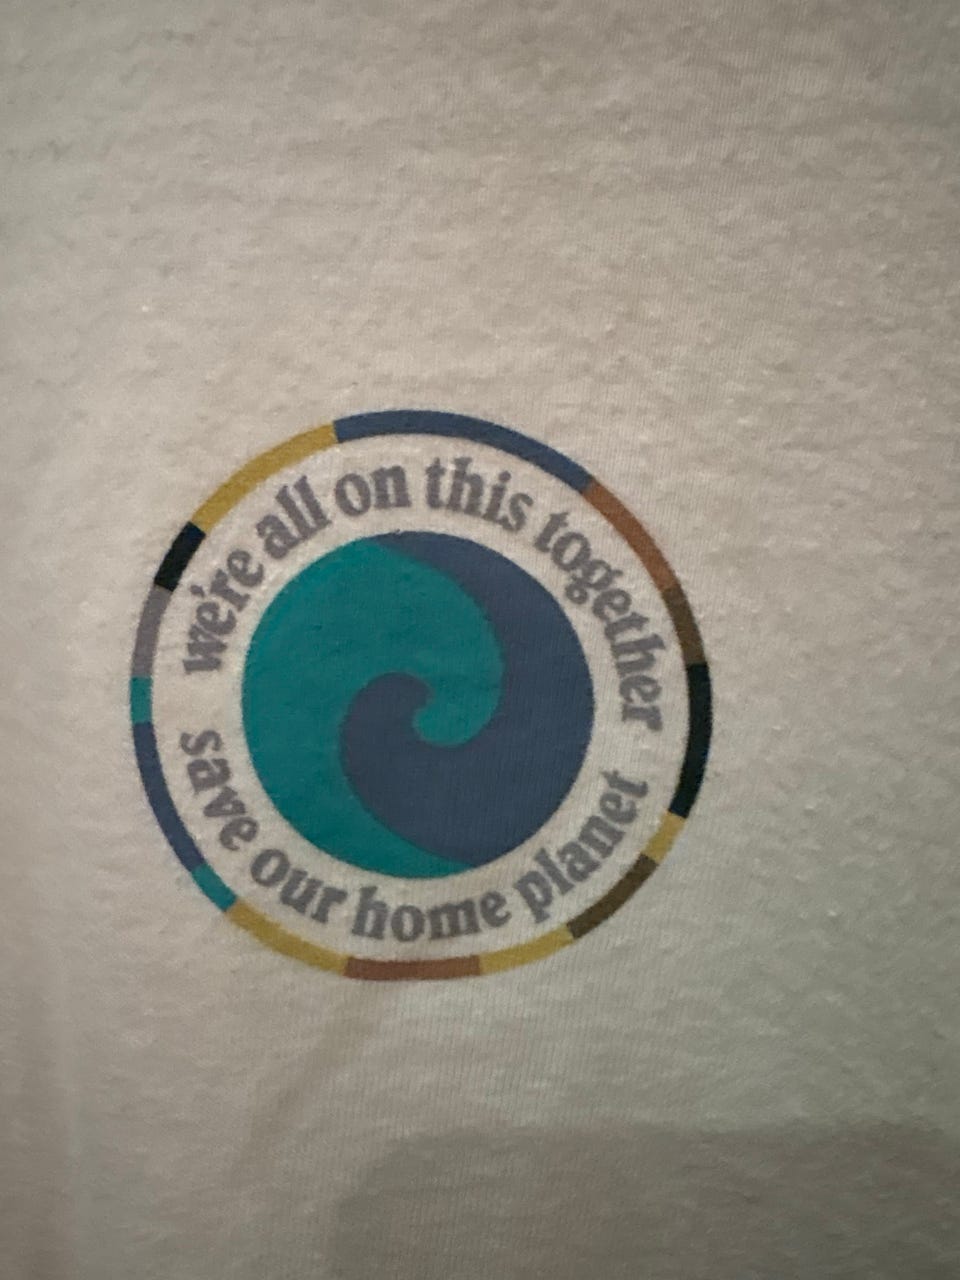 we're all on this together
save our home planet